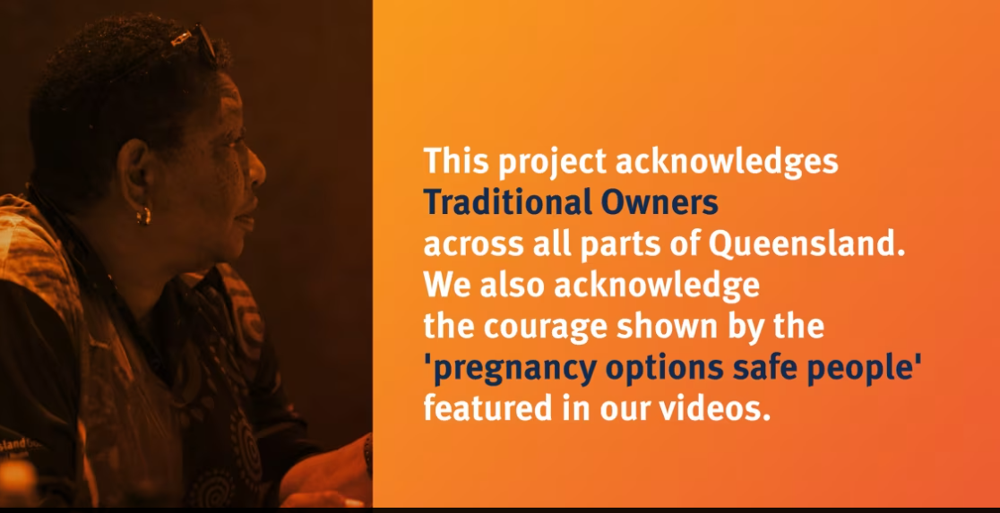 This project acknowledges
Traditional Owners
across all parts of Queensland.
We also acknowledge
the courage shown by the
'pregnancy options safe people'
featured in our videos.